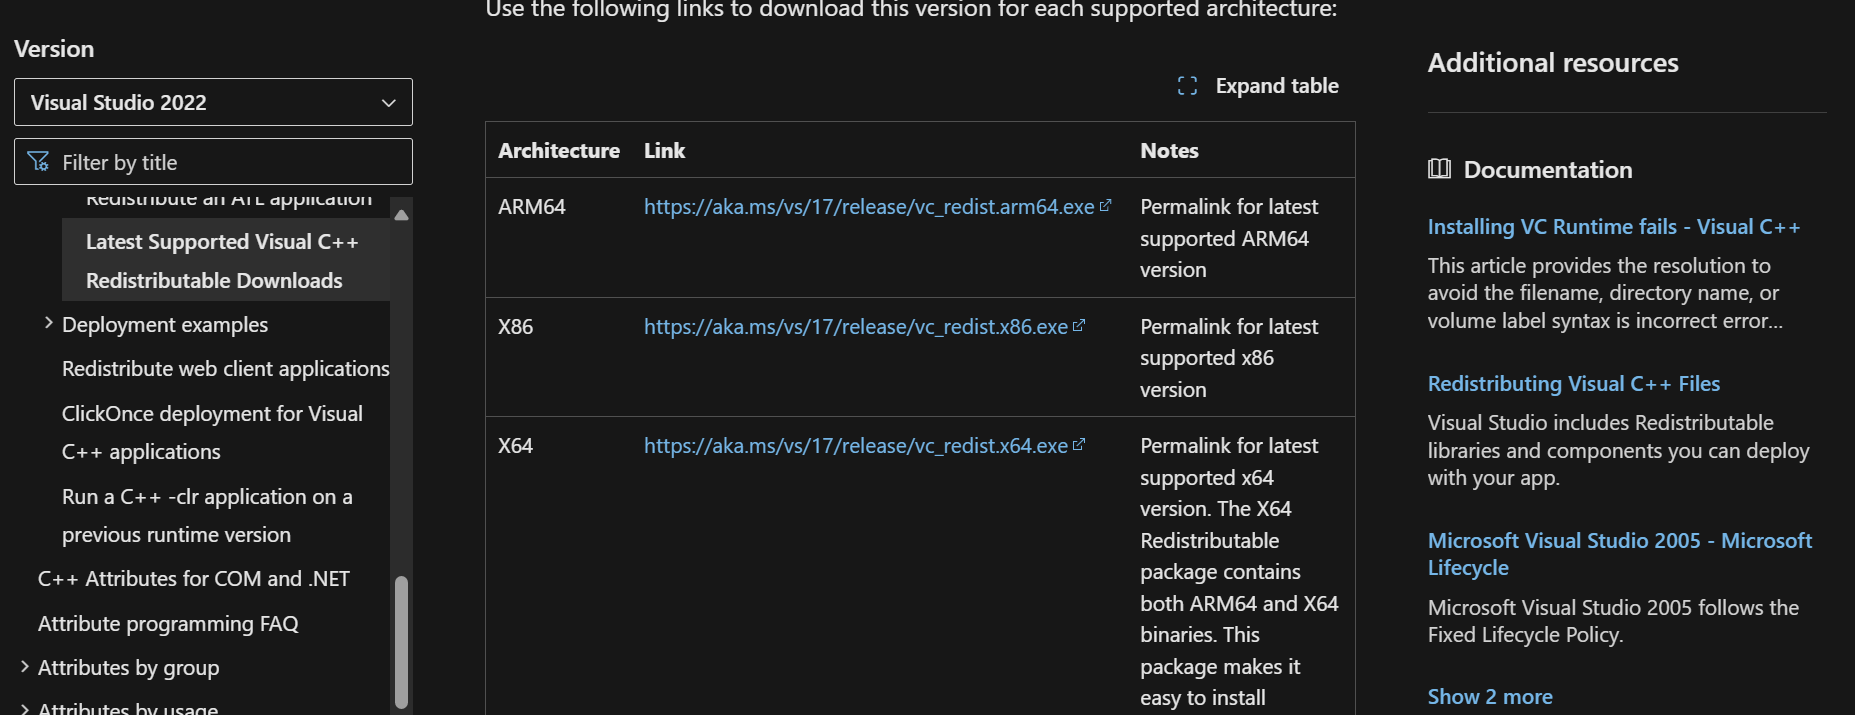 Use the following links to download this version for each supported architecture:
Version
Visual Studio 2022
Filter by title
Redistribute an ATL application
Latest Supported Visual C++
Redistributable Downloads
Deployment examples
Redistribute web client applications
ClickOnce deployment for Visual
C++ applications
Run a C++ -clr application on a
previous runtime version
C++ Attributes for COM and .NET
Attribute programming FAQ
Attributes by group
Attributes by usage
Expand table
Architecture Link Notes
ARM64 https://aka.ms/vs/17/release/vc_redist.arm64.exe Permalink for latest
supported ARM64
version
X86 https://aka.ms/vs/17/release/vc_redist.x86.exe Permalink for latest
supported x86
version
X64 https://aka.ms/vs/17/release/vc_redist.x64.exe Permalink for latest
supported x64
version. The X64
Redistributable
package contains
both ARM64 and X64
binaries. This
package makes it
easy to install
Additional resources
Documentation
Installing VC Runtime fails - Visual C++
This article provides the resolution to
avoid the filename, directory name, or
volume label syntax is incorrect error...
Redistributing Visual C++ Files
Visual Studio includes Redistributable
libraries and components you can deploy
with your app.
Microsoft Visual Studio 2005 - Microsoft
Lifecycle
Microsoft Visual Studio 2005 follows the
Fixed Lifecycle Policy.
Show 2 more